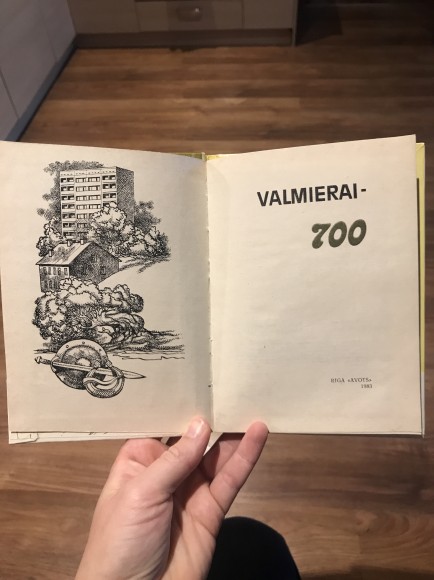 VALMIERAI-
700
RĪGA «AVOTS»
1983